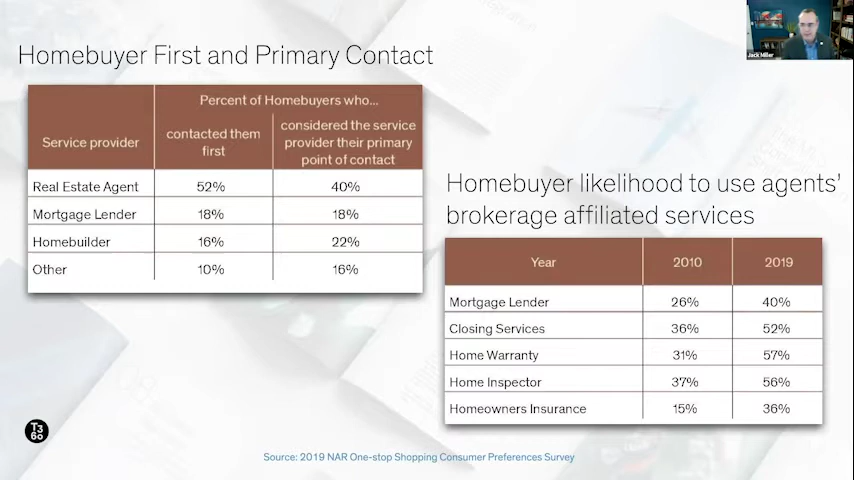 Homebuyer First and Primary Contact
Jack Miller
Percent of Homebuyers who...
Service provider
contacted them first
considered the service provider their primary point of contact
Real Estate Agent 52% 40%
Mortgage Lender 18% 18%
Homebuilder 16% 22%
Other 10% 16%
Homebuyer likelihood to use agents'
brokerage affiliated services
Year 2010 2019
Mortgage Lender 26% 40%
Closing Services 36% 52%
Home Warranty 31% 57%
Home Inspector 37% 56%
Homeowners Insurance 15% 36%
T3
60
Source: 2019 NAR One-stop Shopping Consumer Preferences Survey